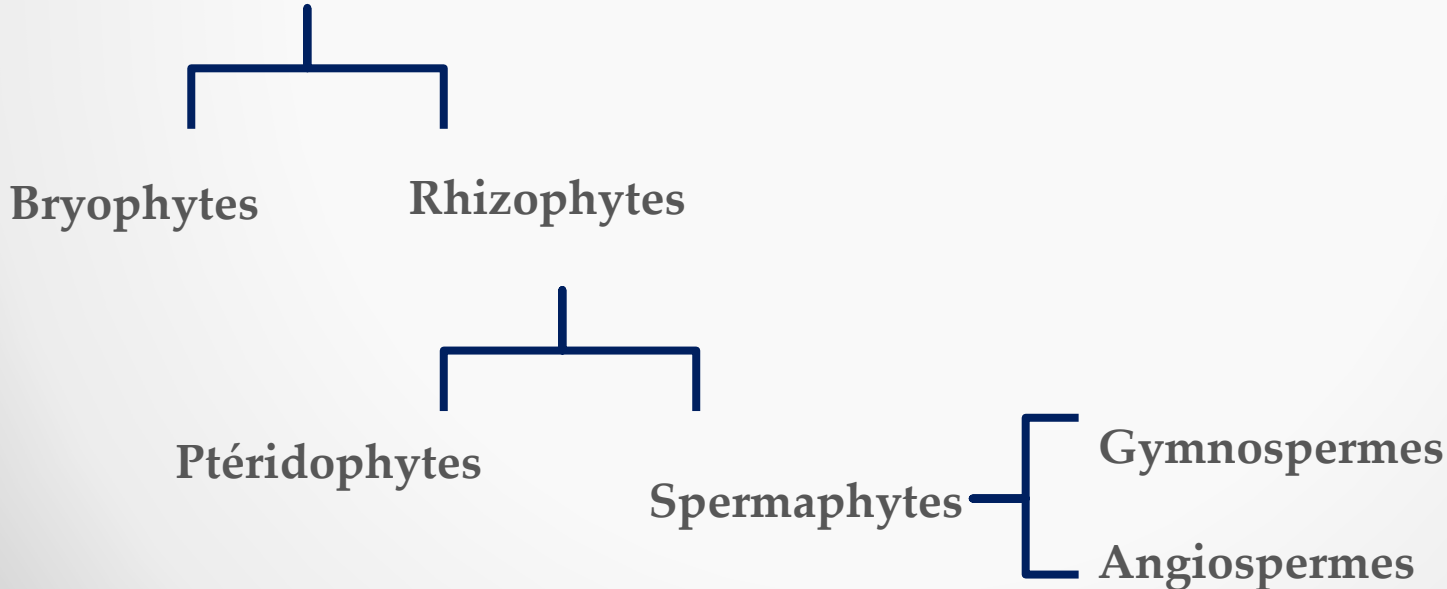 Bryophytes
Rhizophytes
Ptéridophytes
Spermaphytes
Gymnospermes
Angiospermes